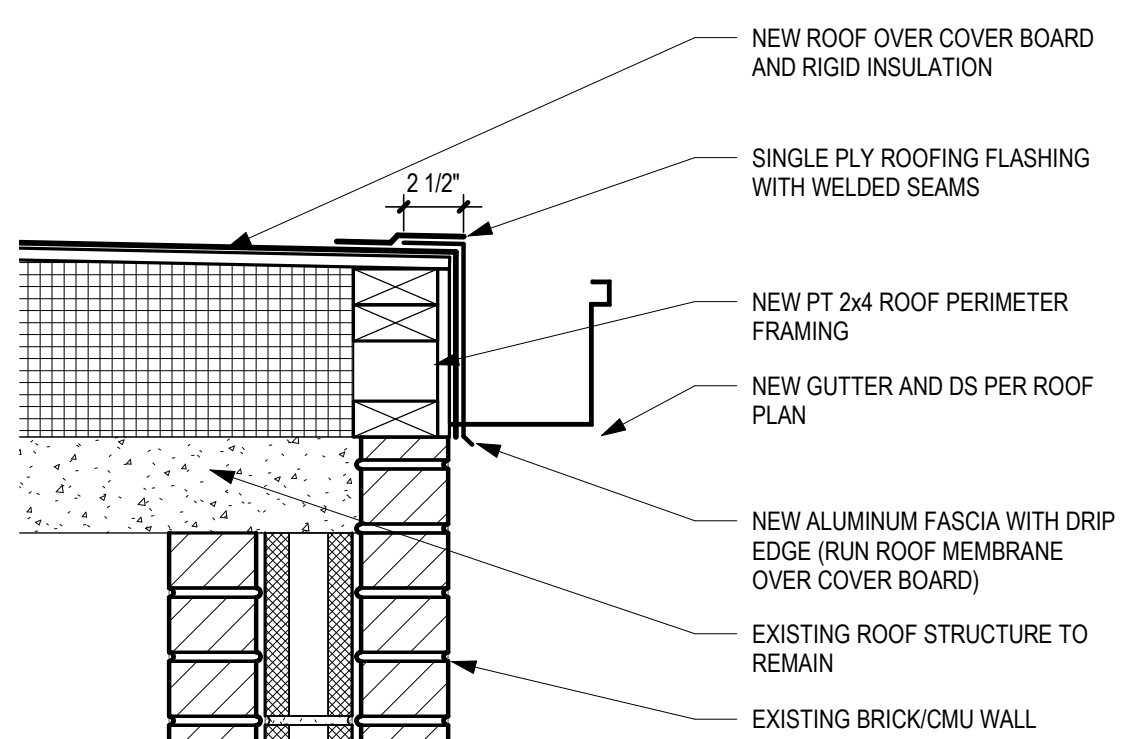 NEW ROOF OVER COVER BOARD
AND RIGID INSULATION
SINGLE PLY ROOFING FLASHING
WITH WELDED SEAMS
2 1/2"
NEW PT 2x4 ROOF PERIMETER
FRAMING
NEW GUTTER AND DS PER ROOF
PLAN
NEW ALUMINUM FASCIA WITH DRIP
EDGE (RUN ROOF MEMBRANE
OVER COVER BOARD)
EXISTING ROOF STRUCTURE TO
REMAIN
EXISTING BRICK/CMU WALL